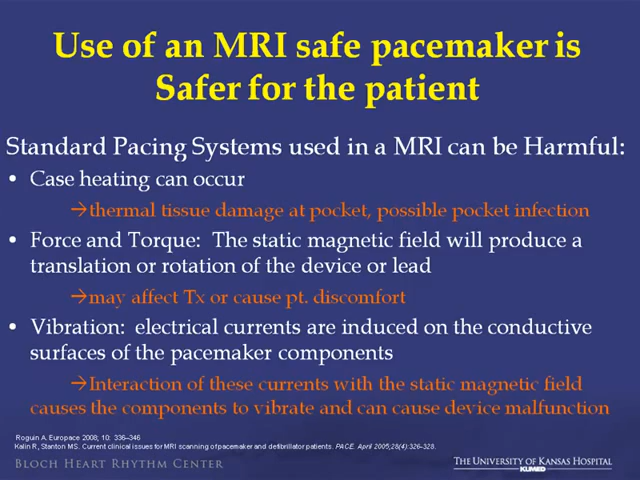 Use of an MRI safe pacemaker is
Safer for the patient
Standard Pacing Systems used in a MRI can be Harmful:
• Case heating can occur
→thermal tissue damage at pocket, possible pocket infection
• Force and Torque: The static magnetic field will produce a
translation or rotation of the device or lead
→may affect Tx or cause pt. discomfort
• Vibration: electrical currents are induced on the conductive
surfaces of the pacemaker components
→Interaction of these currents with the static magnetic field
causes the components to vibrate and can cause device malfunction
Roguin A. Europace 2008; 10: 336–346
Kalin R, Stanton MS. Current clinical issues for MRI scanning of pacemaker and defibrillator patients. PACE. April 2005;28(4):326-328.
BLOCH HEART RHYTHM CENTER
THE UNIVERSITY OF KANSAS HOSPITAL
KUMED